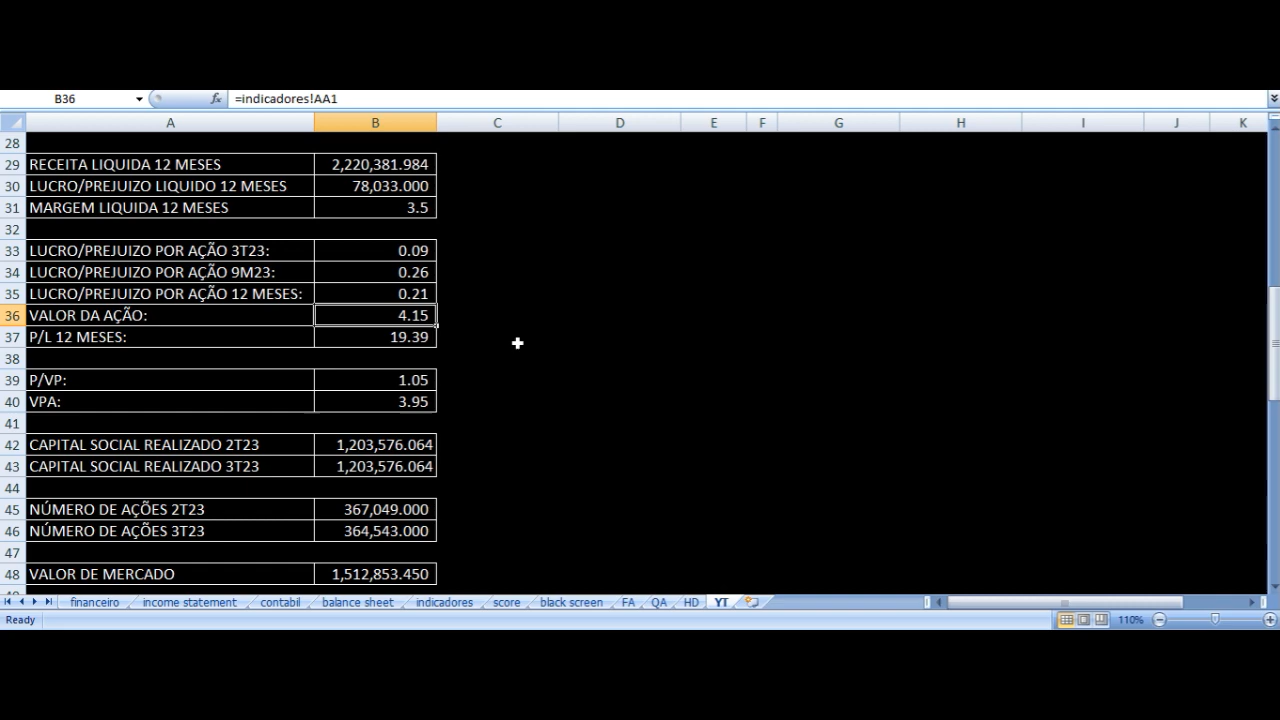 B36 fx =indicadores!AA1
A B C D E F G H I J K
28
29 RECEITA LIQUIDA 12 MESES 2,220,381.984
30 LUCRO/PREJUIZO LIQUIDO 12 MESES 78,033.000
31 MARGEM LIQUIDA 12 MESES 3.5
32
33 LUCRO/PREJUIZO POR AÇÃO 3T23: 0.09
34 LUCRO/PREJUIZO POR AÇÃO 9M23: 0.26
35 LUCRO/PREJUIZO POR AÇÃO 12 MESES: 0.21
36 VALOR DA AÇÃO: 4.15
37 P/L 12 MESES: 19.39
38
39 P/VP: 1.05
40 VPA: 3.95
41
42 CAPITAL SOCIAL REALIZADO 2T23 1,203,576.064
43 CAPITAL SOCIAL REALIZADO 3T23 1,203,576.064
44
45 NÚMERO DE AÇÕES 2T23 367,049.000
46 NÚMERO DE AÇÕES 3T23 364,543.000
47
48 VALOR DE MERCADO 1,512,853.450
financeiro income statement contabil balance sheet indicadores score black screen FA QA HD YT
Ready 110%